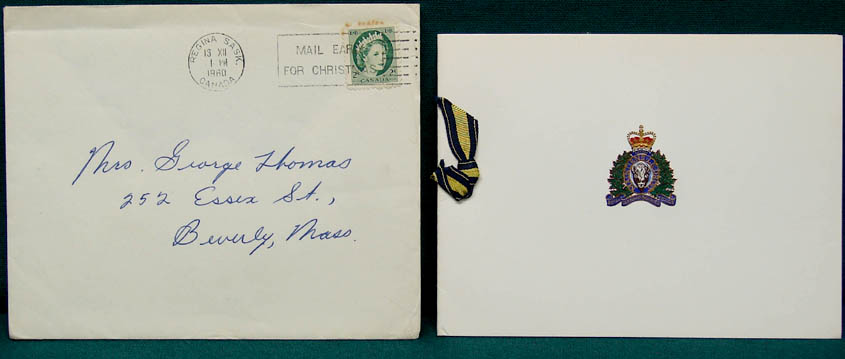 REGINA SASK.
13 XII
1 PM
1960
CANADA
MAIL EAR
FOR CHRISTMAS
CANADA
Mrs. George Thomas
252 Essex St.,
Beverly, Mass.